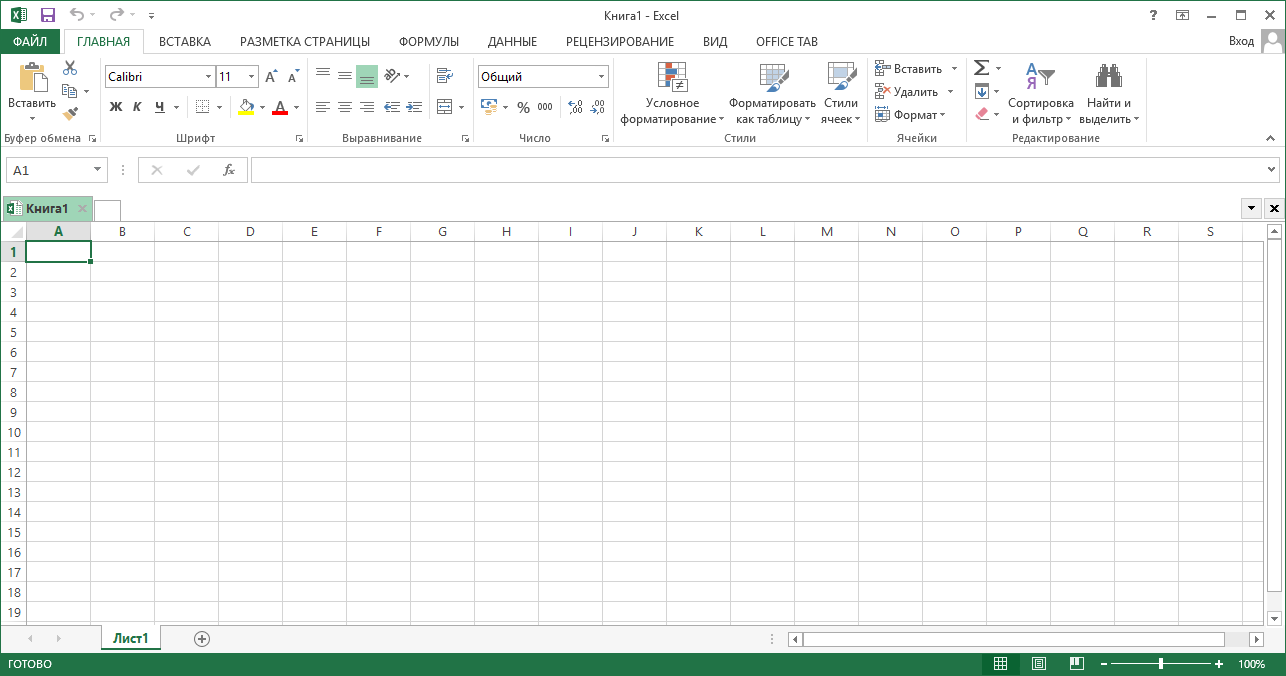 Книга1 - Excel
?
ФАЙЛ ГЛАВНАЯ ВСТАВКА РАЗМЕТКА СТРАНИЦЫ ФОРМУЛЫ ДАННЫЕ РЕЦЕНЗИРОВАНИЕ ВИД OFFICE TAB Вход
Вставить
Буфер обмена
Calibri 11
Ж К Ч
Шрифт
Выравнивание
Общий
% 000
Число
Условное
форматирование
Форматировать
как таблицу
Стили
ячеек
Стили
Вставить
Удалить
Формат
Ячейки
Σ
Сортировка
и фильтр
Найти и
выделить
Редактирование
A1 fx
Книга1
A B C D E F G H I J K L M N O P Q R S
1
2
3
4
5
6
7
8
9
10
11
12
13
14
15
16
17
18
19
Лист1
ГОТОВО 100%